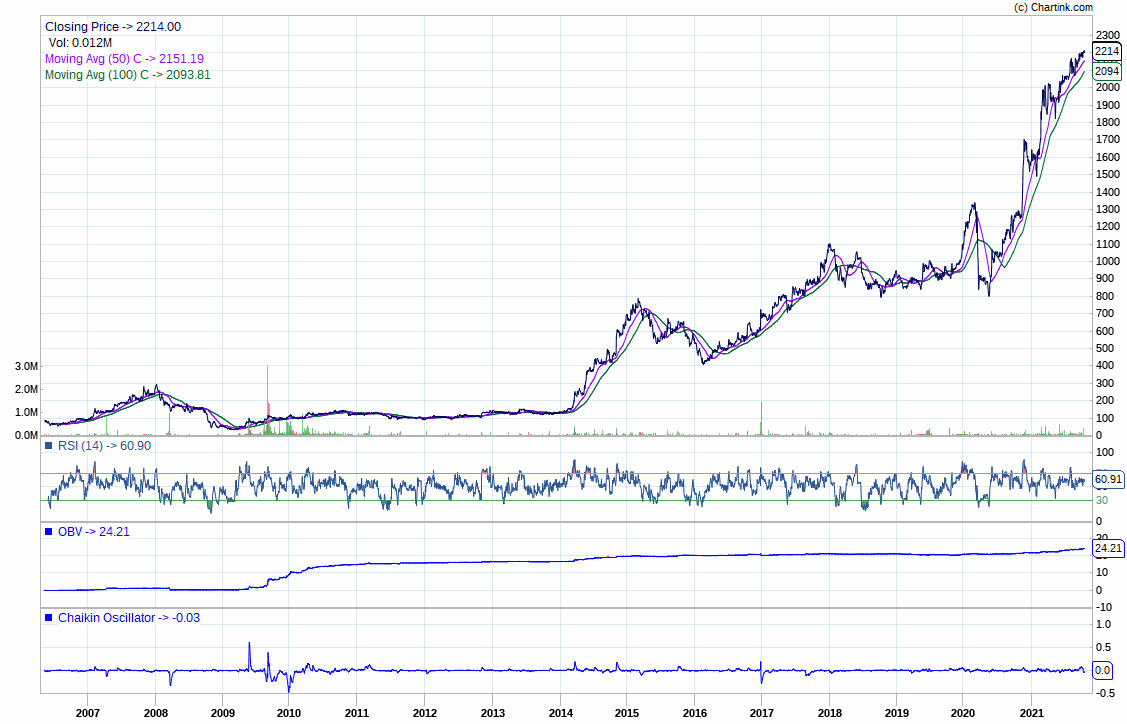 (c) Chartink.com
Closing Price -> 2214.00
Vol: 0.012M
Moving Avg (50) C -> 2151.19
Moving Avg (100) C -> 2093.81
2300
2214
2094
2000
1900
1800
1700
1600
1500
1400
1300
1200
1100
1000
900
800
700
600
500
400
300
200
100
0
3.0M
2.0M
1.0M
0.0M
RSI (14) -> 60.90
100
60.91
30
0
OBV -> 24.21
20
24.21
10
0
-10
Chaikin Oscillator -> -0.03
1.0
0.5
0.0
-0.5
2007 2008 2009 2010 2011 2012 2013 2014 2015 2016 2017 2018 2019 2020 2021